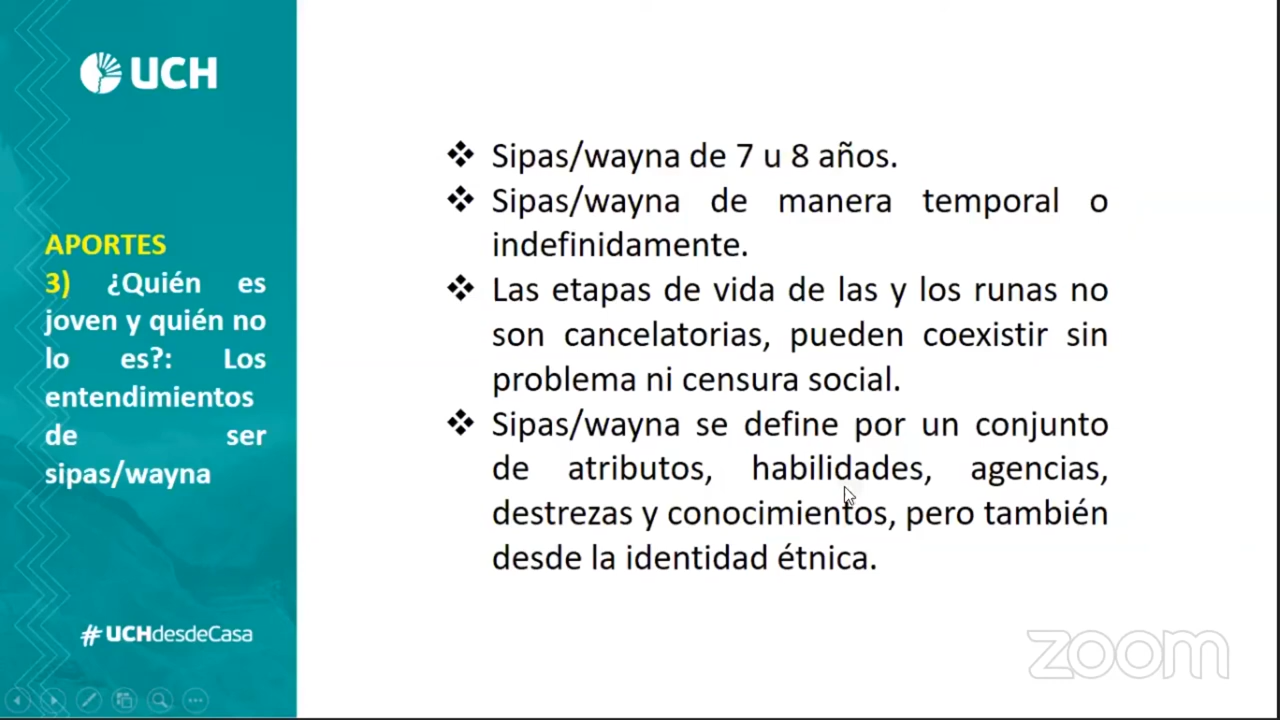 UCH
APORTES
3) ¿Quién es
joven y quién no
lo es?: Los
entendimientos
de ser
sipas/wayna
#UCHdesdeCasa
❖ Sipas/wayna de 7 u 8 años.
❖ Sipas/wayna de manera temporal o
indefinidamente.
❖ Las etapas de vida de las y los runas no
son cancelatorias, pueden coexistir sin
problema ni censura social.
❖ Sipas/wayna se define por un conjunto
de atributos, habilidades, agencias,
destrezas y conocimientos, pero también
desde la identidad étnica.
zoom